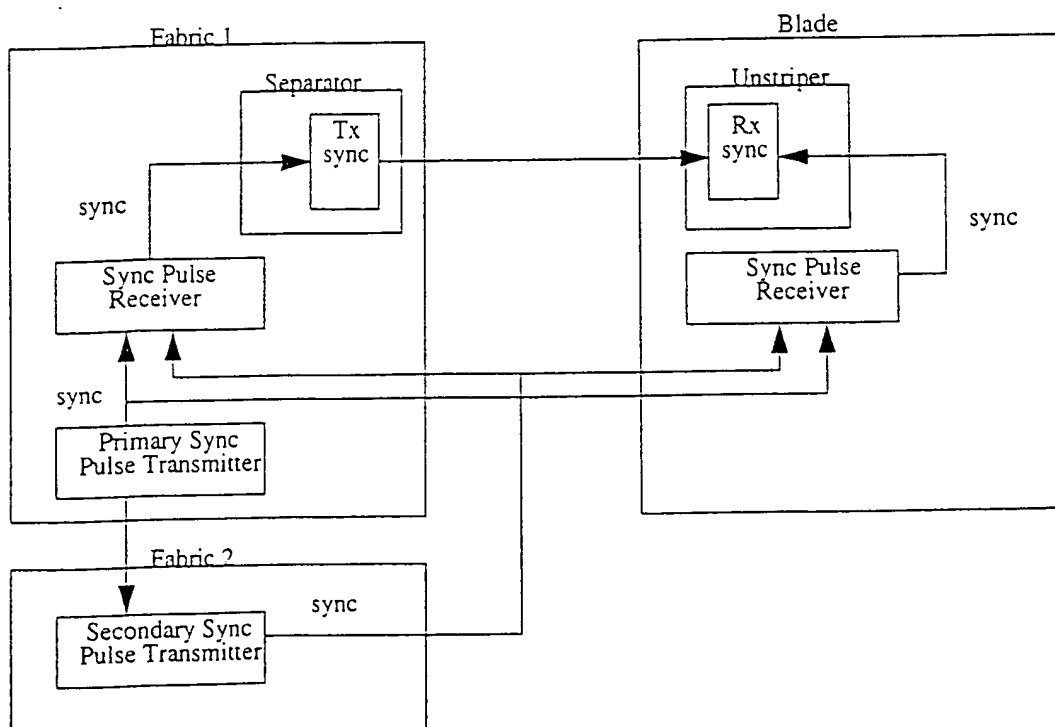 Fabric 1
Blade
Separator
Unstriper
Tx
sync
Rx
sync
sync
sync
Sync Pulse
Receiver
Sync Pulse
Receiver
sync
Primary Sync
Pulse Transmitter
Fabric 2
sync
Secondary Sync
Pulse Transmitter